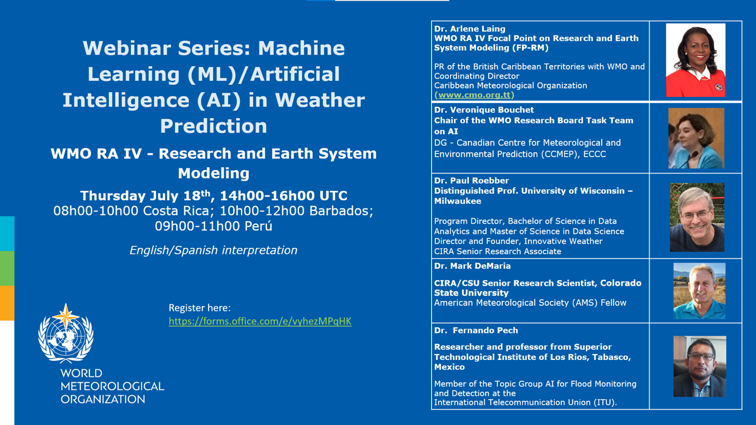 Webinar Series: Machine
Learning (ML)/Artificial
Intelligence (AI) in Weather
Prediction
WMO RA IV - Research and Earth System
Modeling
Thursday July 18th, 14h00-16h00 UTC
08h00-10h00 Costa Rica; 10h00-12h00 Barbados;
09h00-11h00 Perú
English/Spanish interpretation
Register here:
https://forms.office.com/e/vyhezMPqHK
WORLD
METEOROLOGICAL
ORGANIZATION
Dr. Arlene Laing
WMO RA IV Focal Point on Research and Earth
System Modeling (FP-RM)
PR of the British Caribbean Territories with WMO and
Coordinating Director
Caribbean Meteorological Organization
(www.cmo.org.tt)
Dr. Veronique Bouchet
Chair of the WMO Research Board Task Team
on AI
DG - Canadian Centre for Meteorological and
Environmental Prediction (CCMEP), ECCC
Dr. Paul Roebber
Distinguished Prof. University of Wisconsin –
Milwaukee
Program Director, Bachelor of Science in Data
Analytics and Master of Science in Data Science
Director and Founder, Innovative Weather
CIRA Senior Research Associate
Dr. Mark DeMaria
CIRA/CSU Senior Research Scientist, Colorado
State University
American Meteorological Society (AMS) Fellow
Dr. Fernando Pech
Researcher and professor from Superior
Technological Institute of Los Rios, Tabasco,
Mexico
Member of the Topic Group AI for Flood Monitoring
and Detection at the
International Telecommunication Union (ITU).